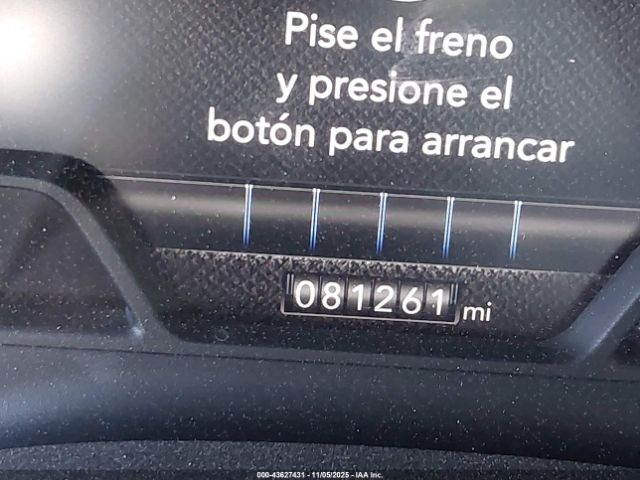 Pise el freno
y presione el
botón para arrancar
081261 mi
000-43627431 - 11/05/2025 - IAA Inc.